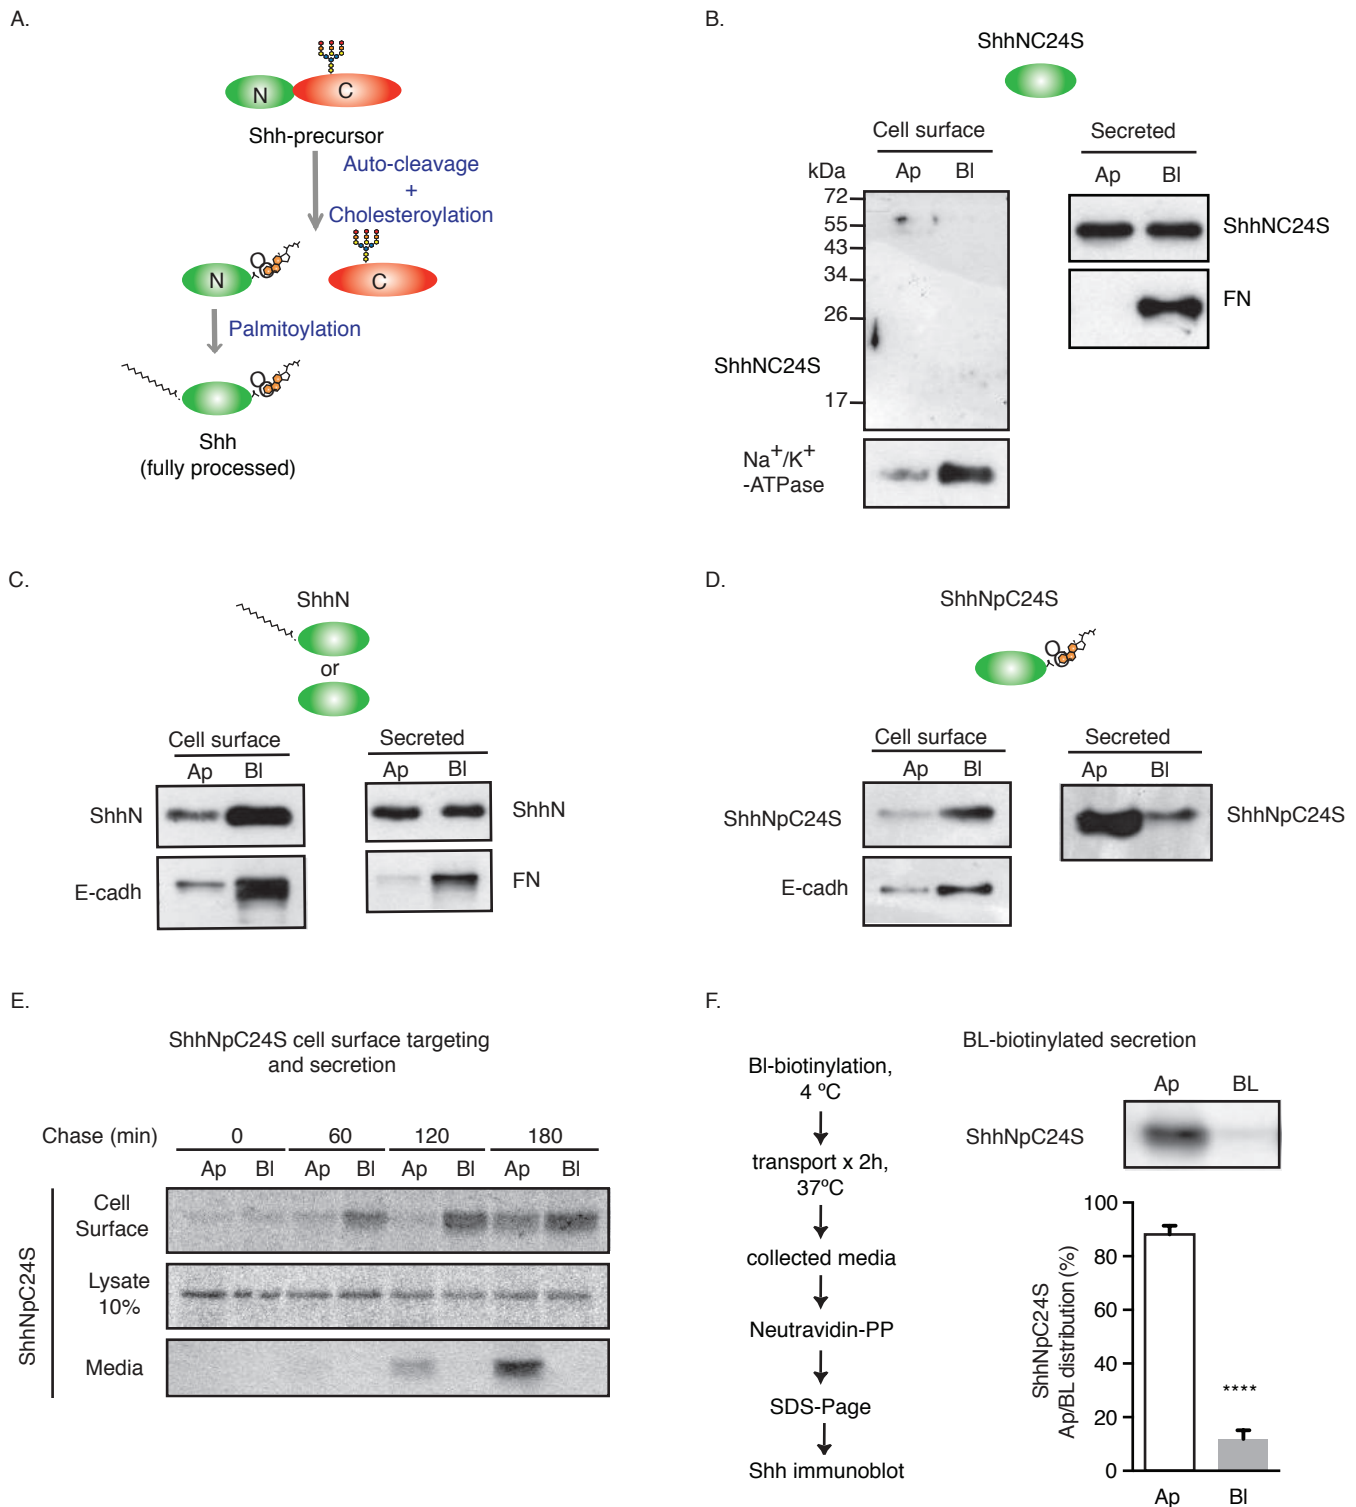 A.
N
C
Shh-precursor
Auto-cleavage
+
Cholesteroylation
N
C
Palmitoylation
Shh
(fully processed)
B.
ShhNC24S
Cell surface
Secreted
kDa
Ap
Bl
Ap
Bl
72
55
43
34
26
17
ShhNC24S
Na+/K+
-ATPase
ShhNC24S
FN
C.
ShhN
or
Cell surface
Secreted
Ap
Bl
Ap
Bl
ShhN
ShhN
E-cadh
FN
D.
ShhNpC24S
Cell surface
Secreted
Ap
Bl
Ap
Bl
ShhNpC24S
ShhNpC24S
E-cadh
E.
ShhNpC24S cell surface targeting
and secretion
Chase (min)
0
60
120
180
Ap
Bl
Ap
Bl
Ap
Bl
Ap
Bl
ShhNpC24S
Cell
Surface
Lysate
10%
Media
F.
Bl-biotinylation,
4 ºC
transport x 2h,
37ºC
collected media
Neutravidin-PP
SDS-Page
Shh immunoblot
BL-biotinylated secretion
Ap
BL
ShhNpC24S
ShhNpC24S
Ap/BL distribution (%)
100
80
60
40
20
0
****
Ap
Bl